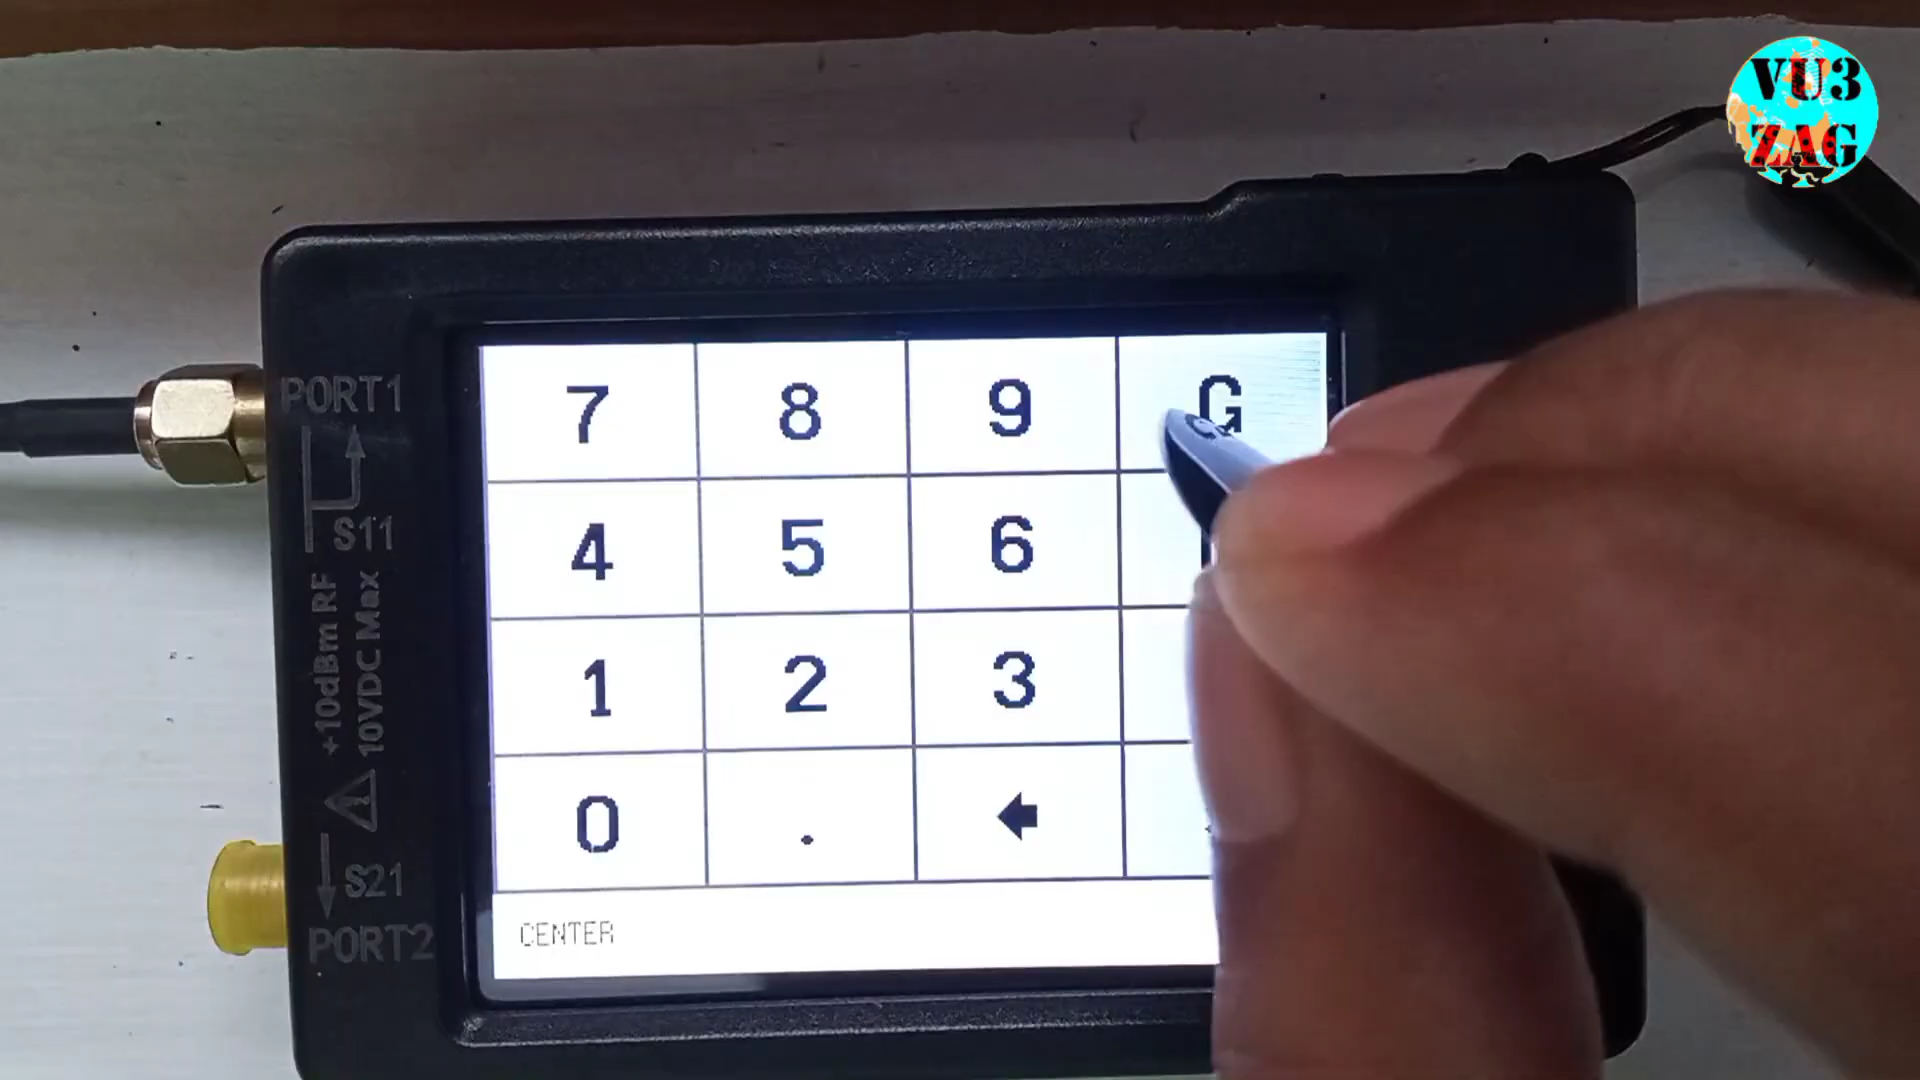 VU3
ZAG
PORT1
S11
+10dBm RF
10VDC Max
S21
PORT2
7 8 9 G
4 5 6
1 2 3
0 .
CENTER